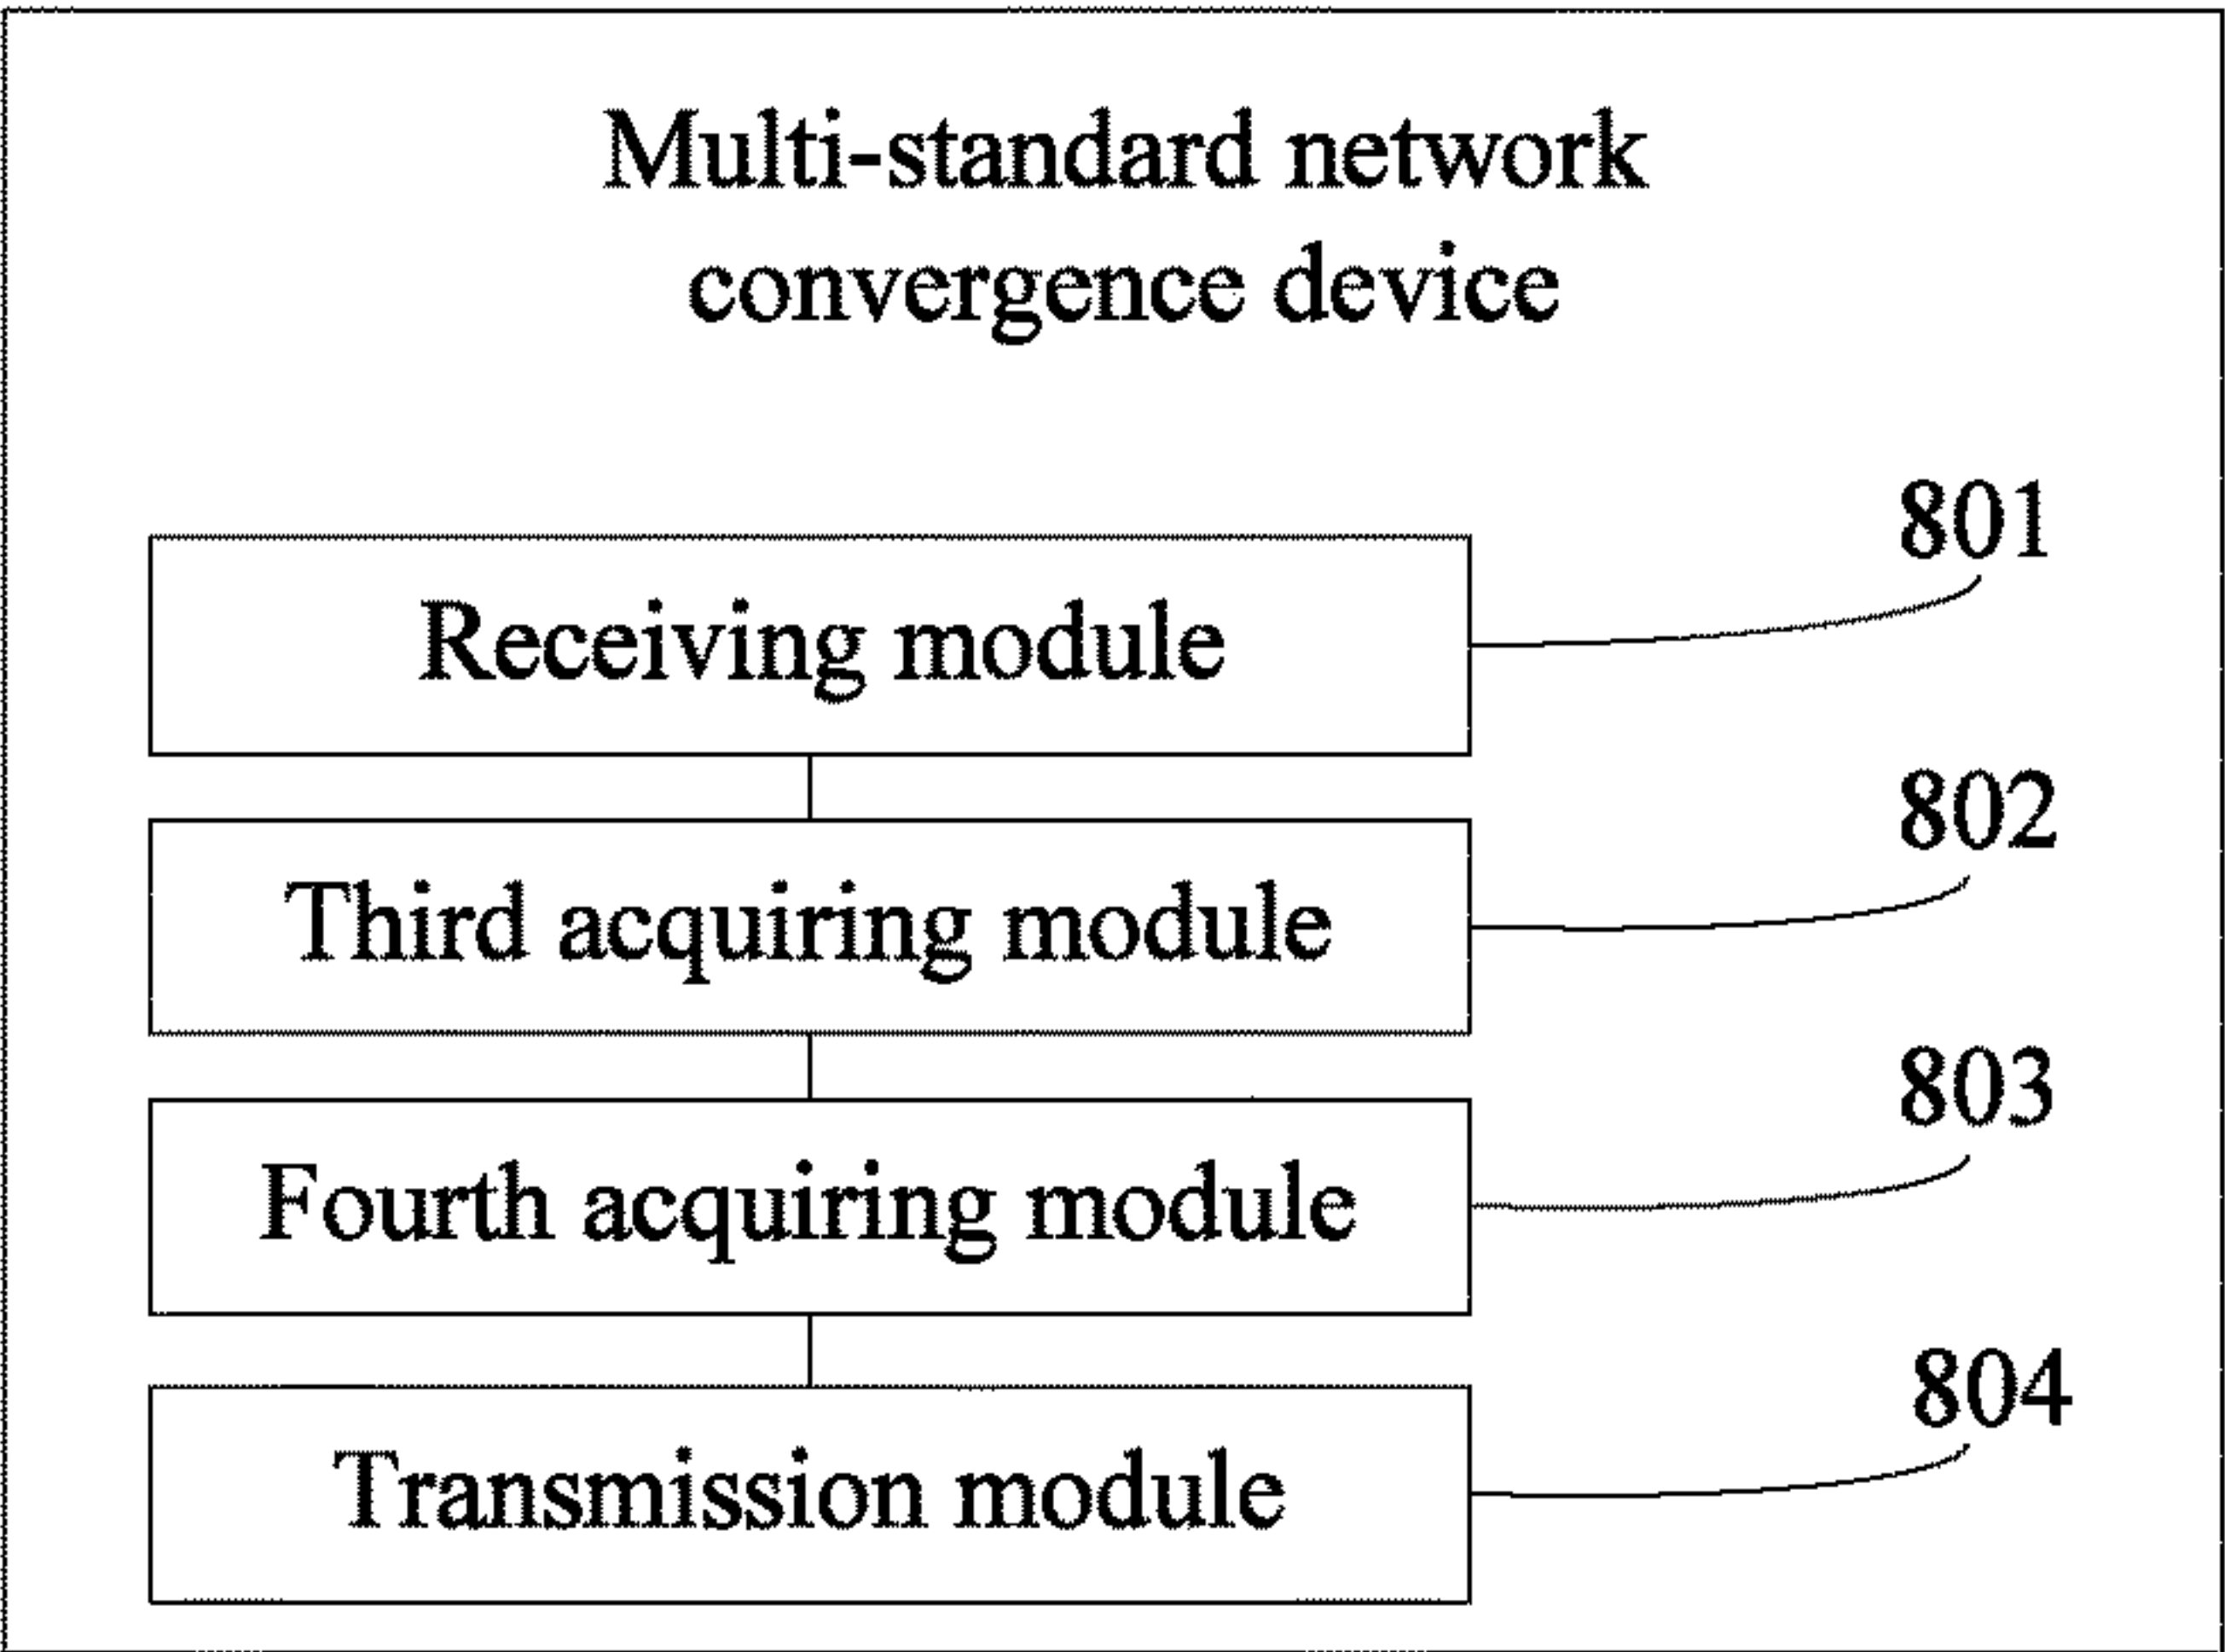 Multi-standard network
convergence device
801
Receiving module
802
Third acquiring module
803
Fourth acquiring module
804
Transmission module